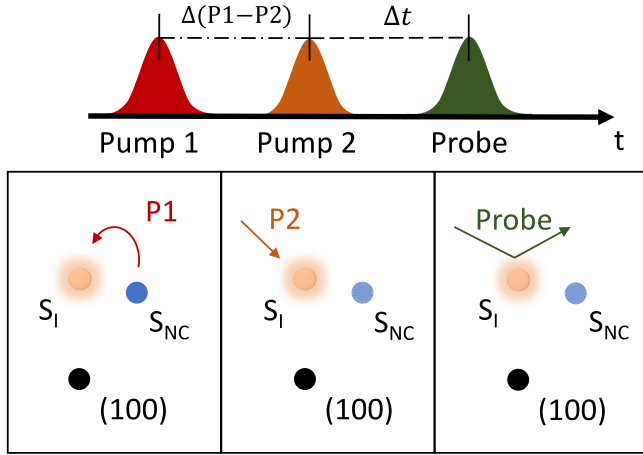 Δ(P1−P2)
Δt
Pump 1
Pump 2
Probe
t
P1
S_I
S_NC
(100)
P2
S_I
S_NC
(100)
Probe
S_I
S_NC
(100)